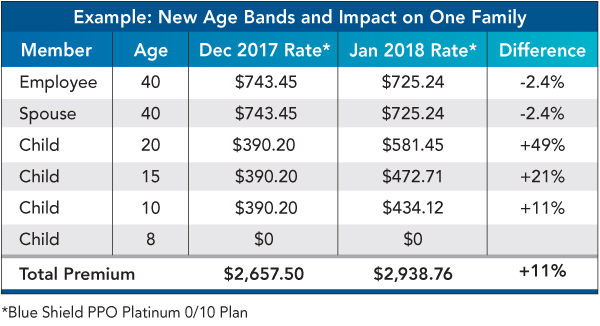 Example: New Age Bands and Impact on One Family
Member Age Dec 2017 Rate* Jan 2018 Rate* Difference
Employee 40 $743.45 $725.24 -2.4%
Spouse 40 $743.45 $725.24 -2.4%
Child 20 $390.20 $581.45 +49%
Child 15 $390.20 $472.71 +21%
Child 10 $390.20 $434.12 +11%
Child 8 $0 $0
Total Premium $2,657.50 $2,938.76 +11%
*Blue Shield PPO Platinum 0/10 Plan